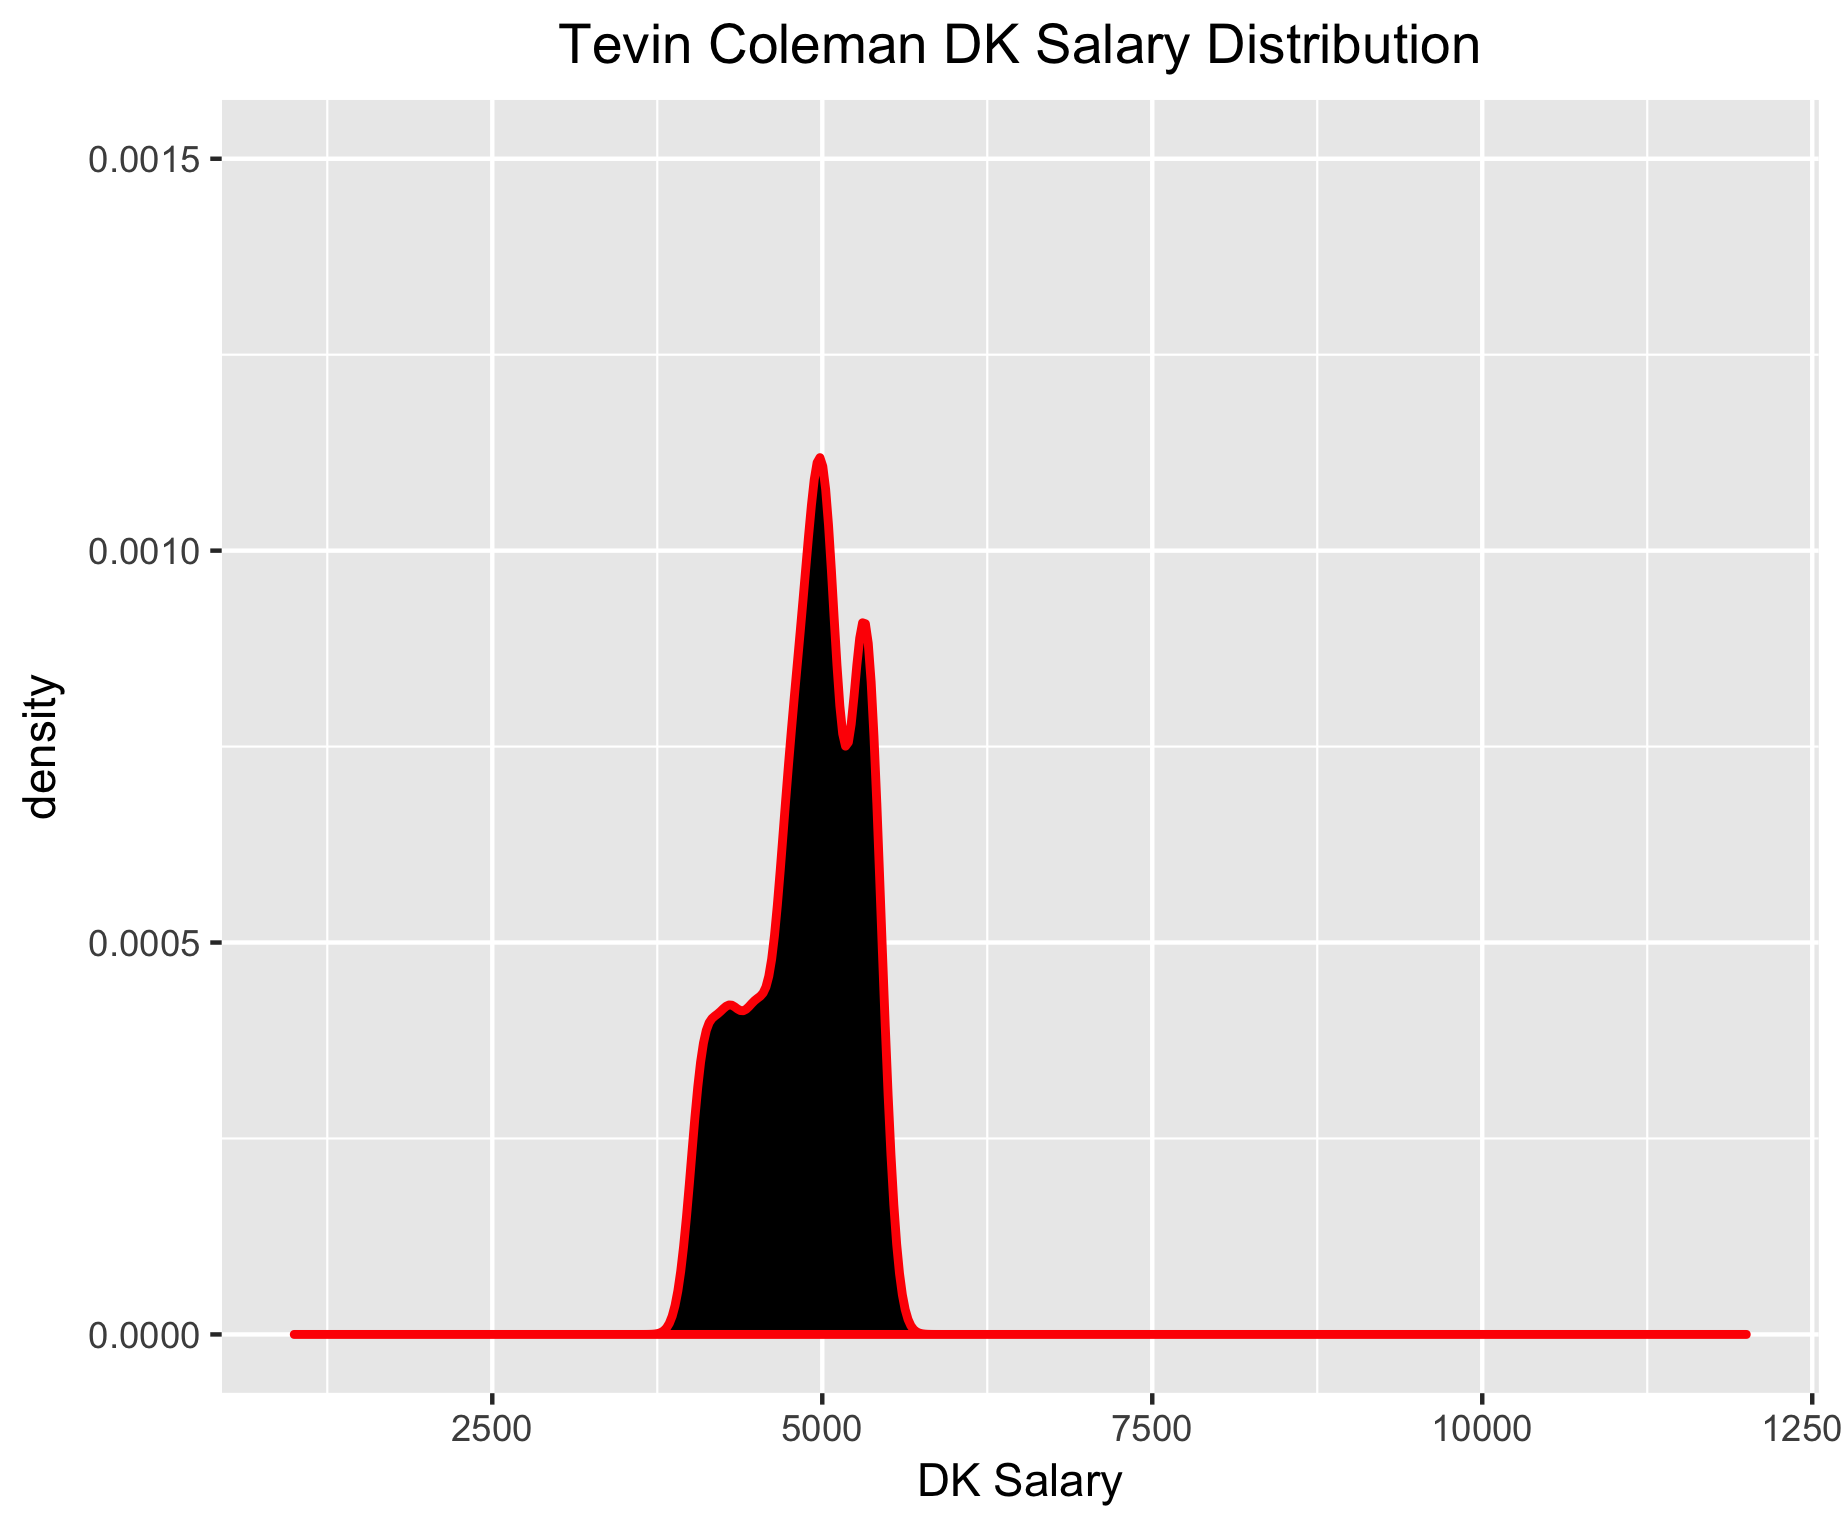 Tevin Coleman DK Salary Distribution
0.0015
0.0010
0.0005
0.0000
density
2500 5000 7500 10000 1250
DK Salary